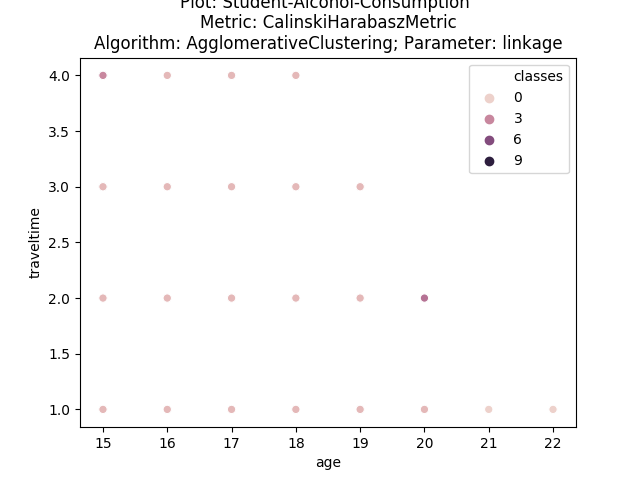 Plot: Student-Alcohol-Consumption
Metric: CalinskiHarabaszMetric
Algorithm: AgglomerativeClustering; Parameter: linkage
classes
0
3
6
9
traveltime
4.0
3.5
3.0
2.5
2.0
1.5
1.0
15 16 17 18 19 20 21 22
age